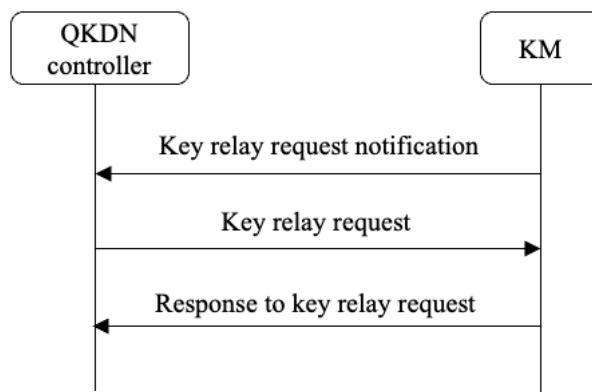 QKDN
controller
KM
Key relay request notification
Key relay request
Response to key relay request